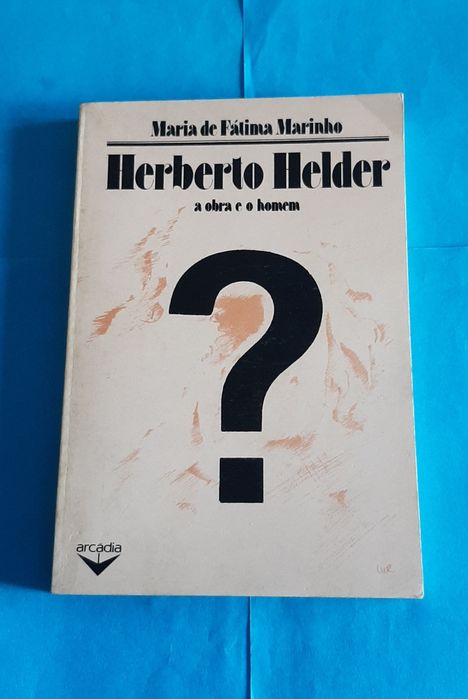 Maria de Fátima Marinho
Herberto Helder
a obra e o homem
?
arcádia